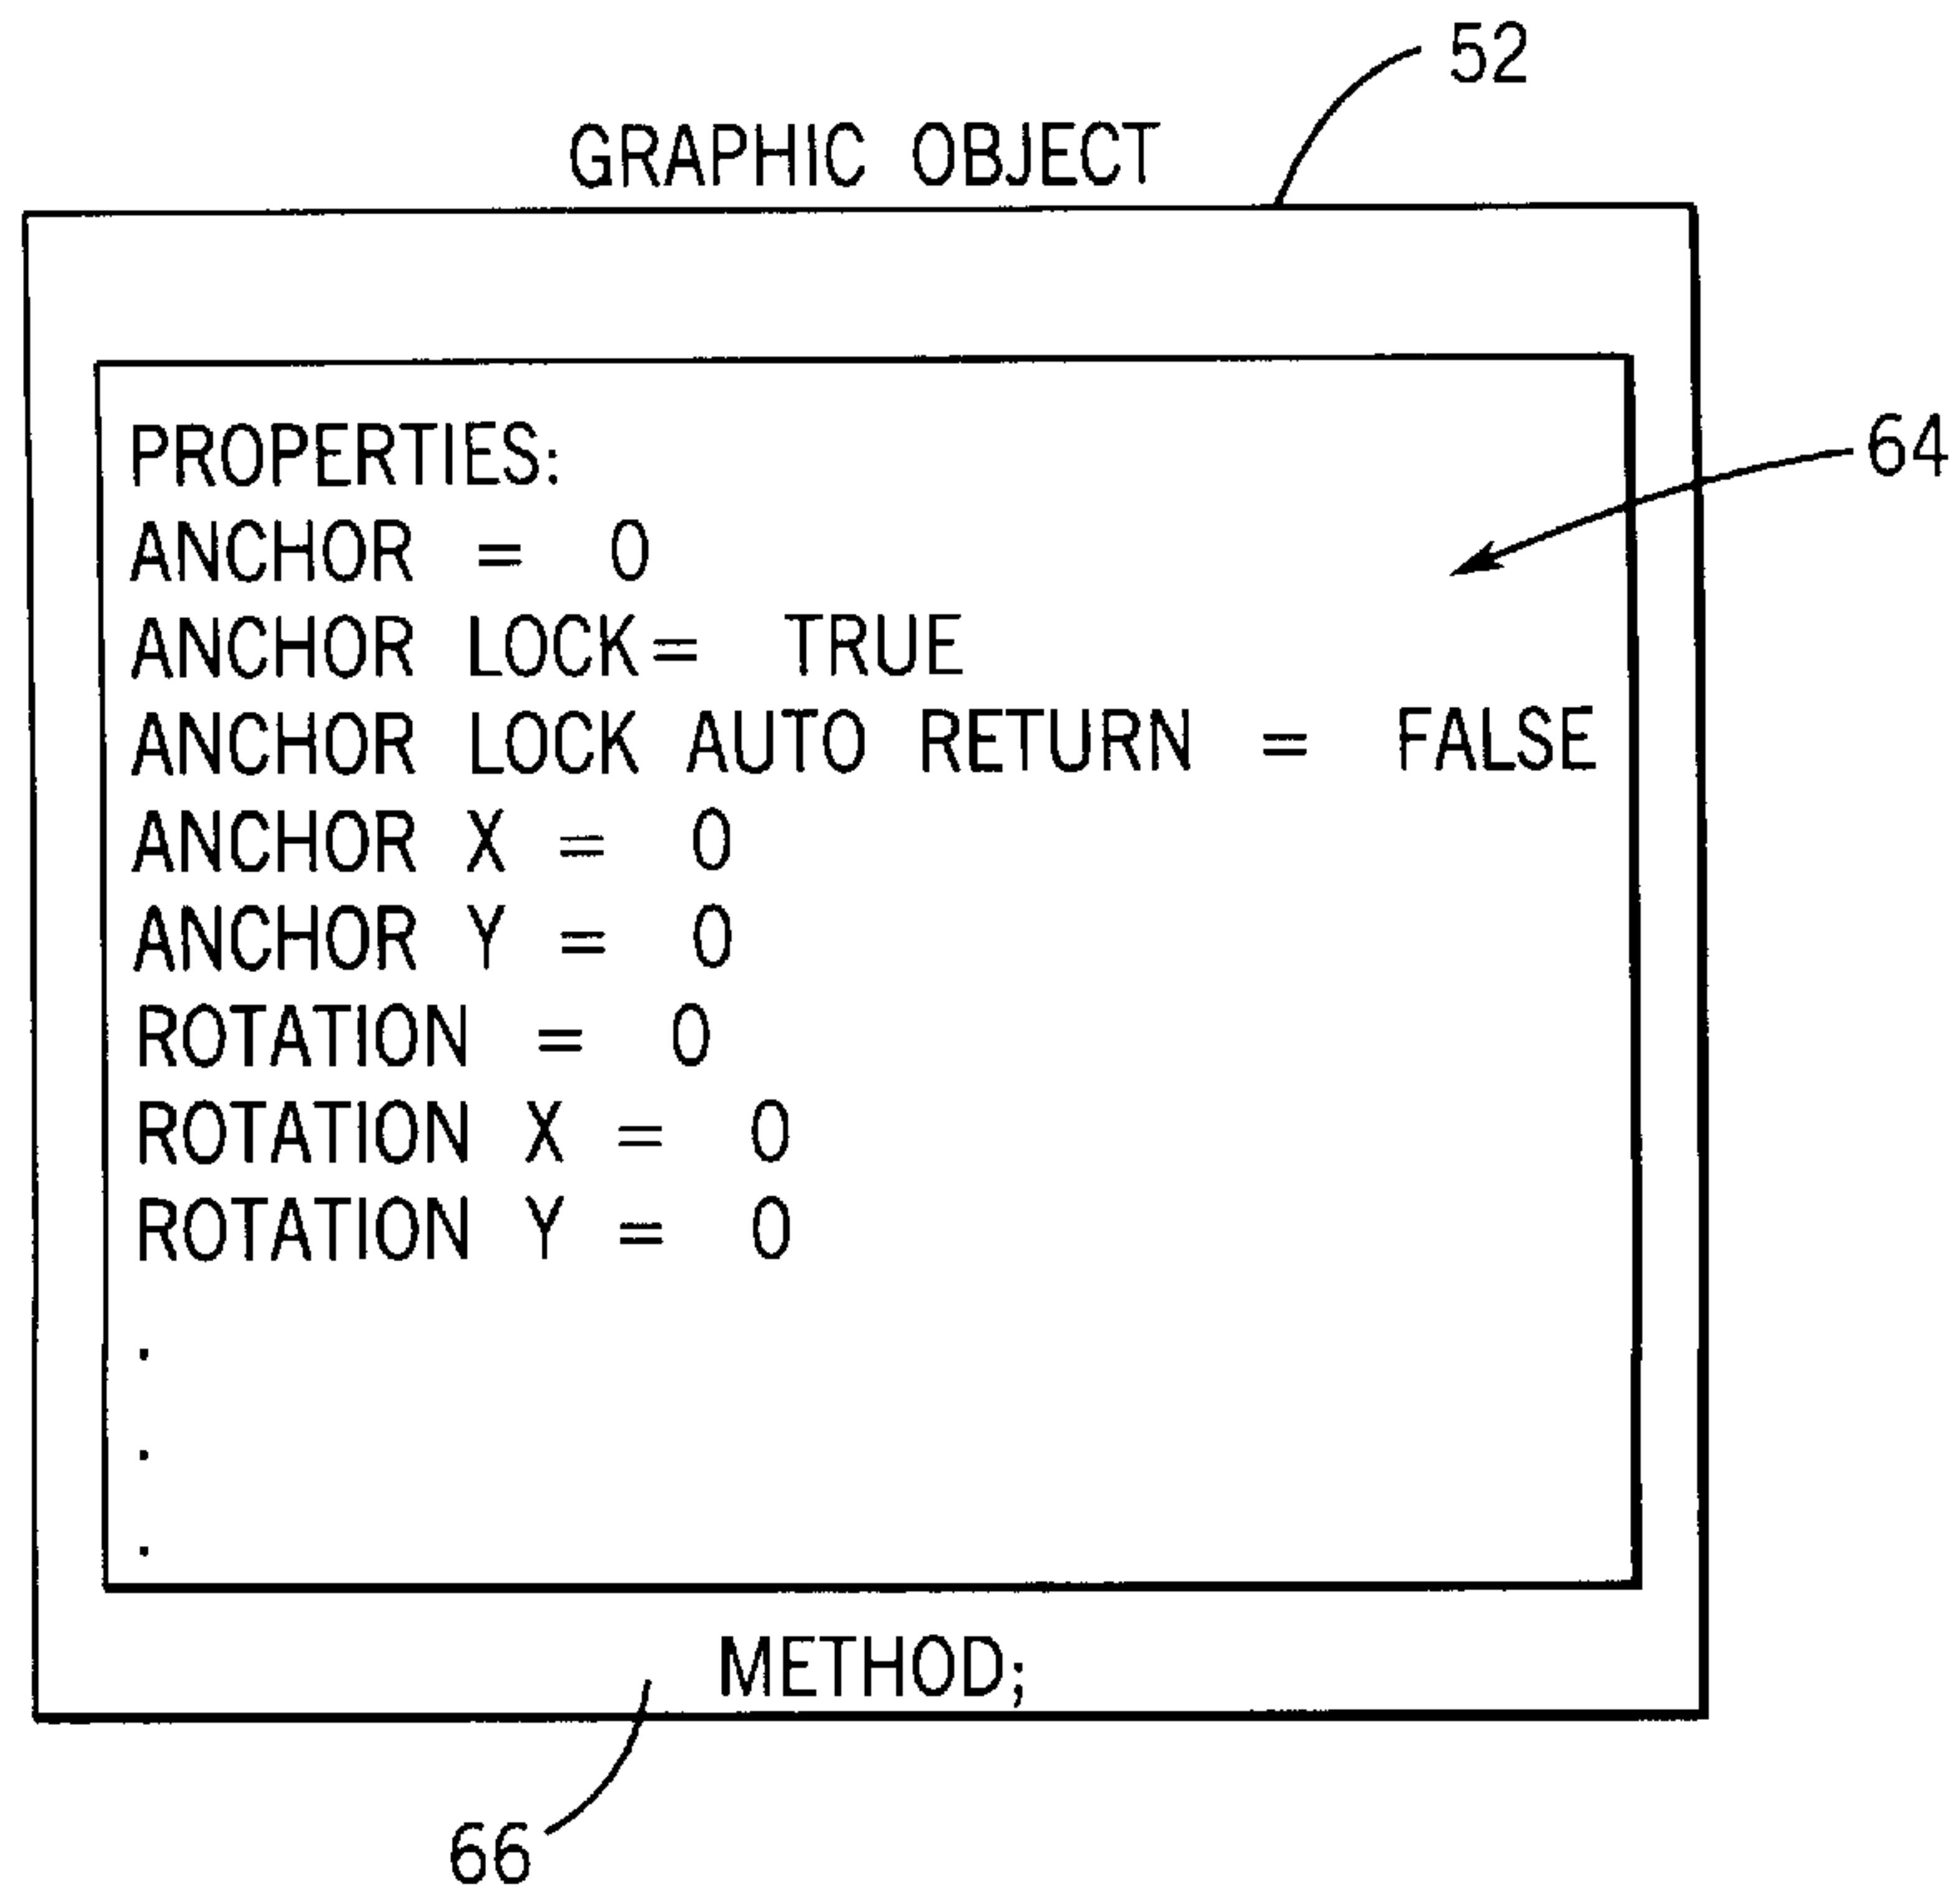 52
GRAPHIC OBJECT
PROPERTIES:
64
ANCHOR = 0
ANCHOR LOCK= TRUE
ANCHOR LOCK AUTO RETURN = FALSE
ANCHOR X = 0
ANCHOR Y = 0
ROTATION = 0
ROTATION X = 0
ROTATION Y = 0
.
.
.
METHOD;
66